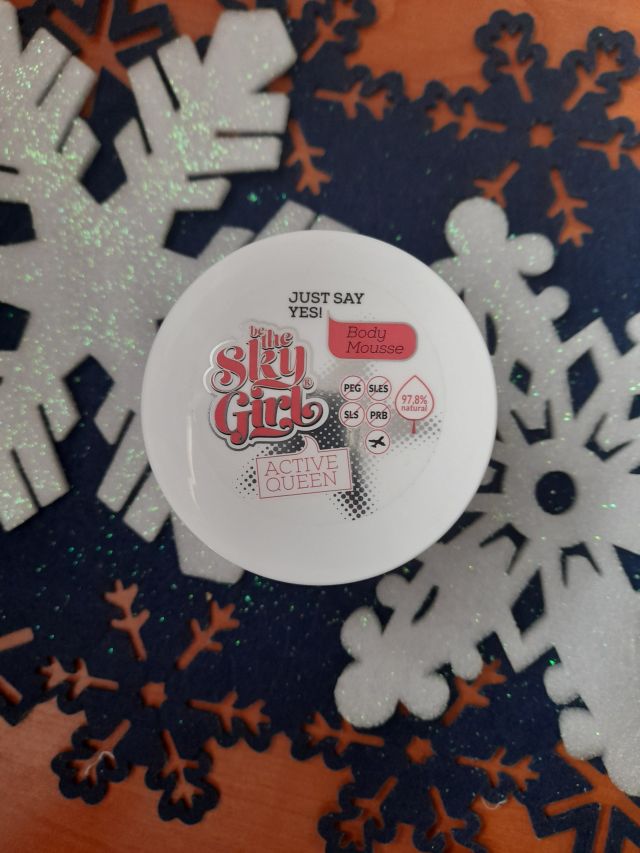 JUST SAY
YES!
be the
Sky
Girl®
Body
Mousse
PEG SLES
SLS PRB
97,8%
natural
ACTIVE
QUEEN